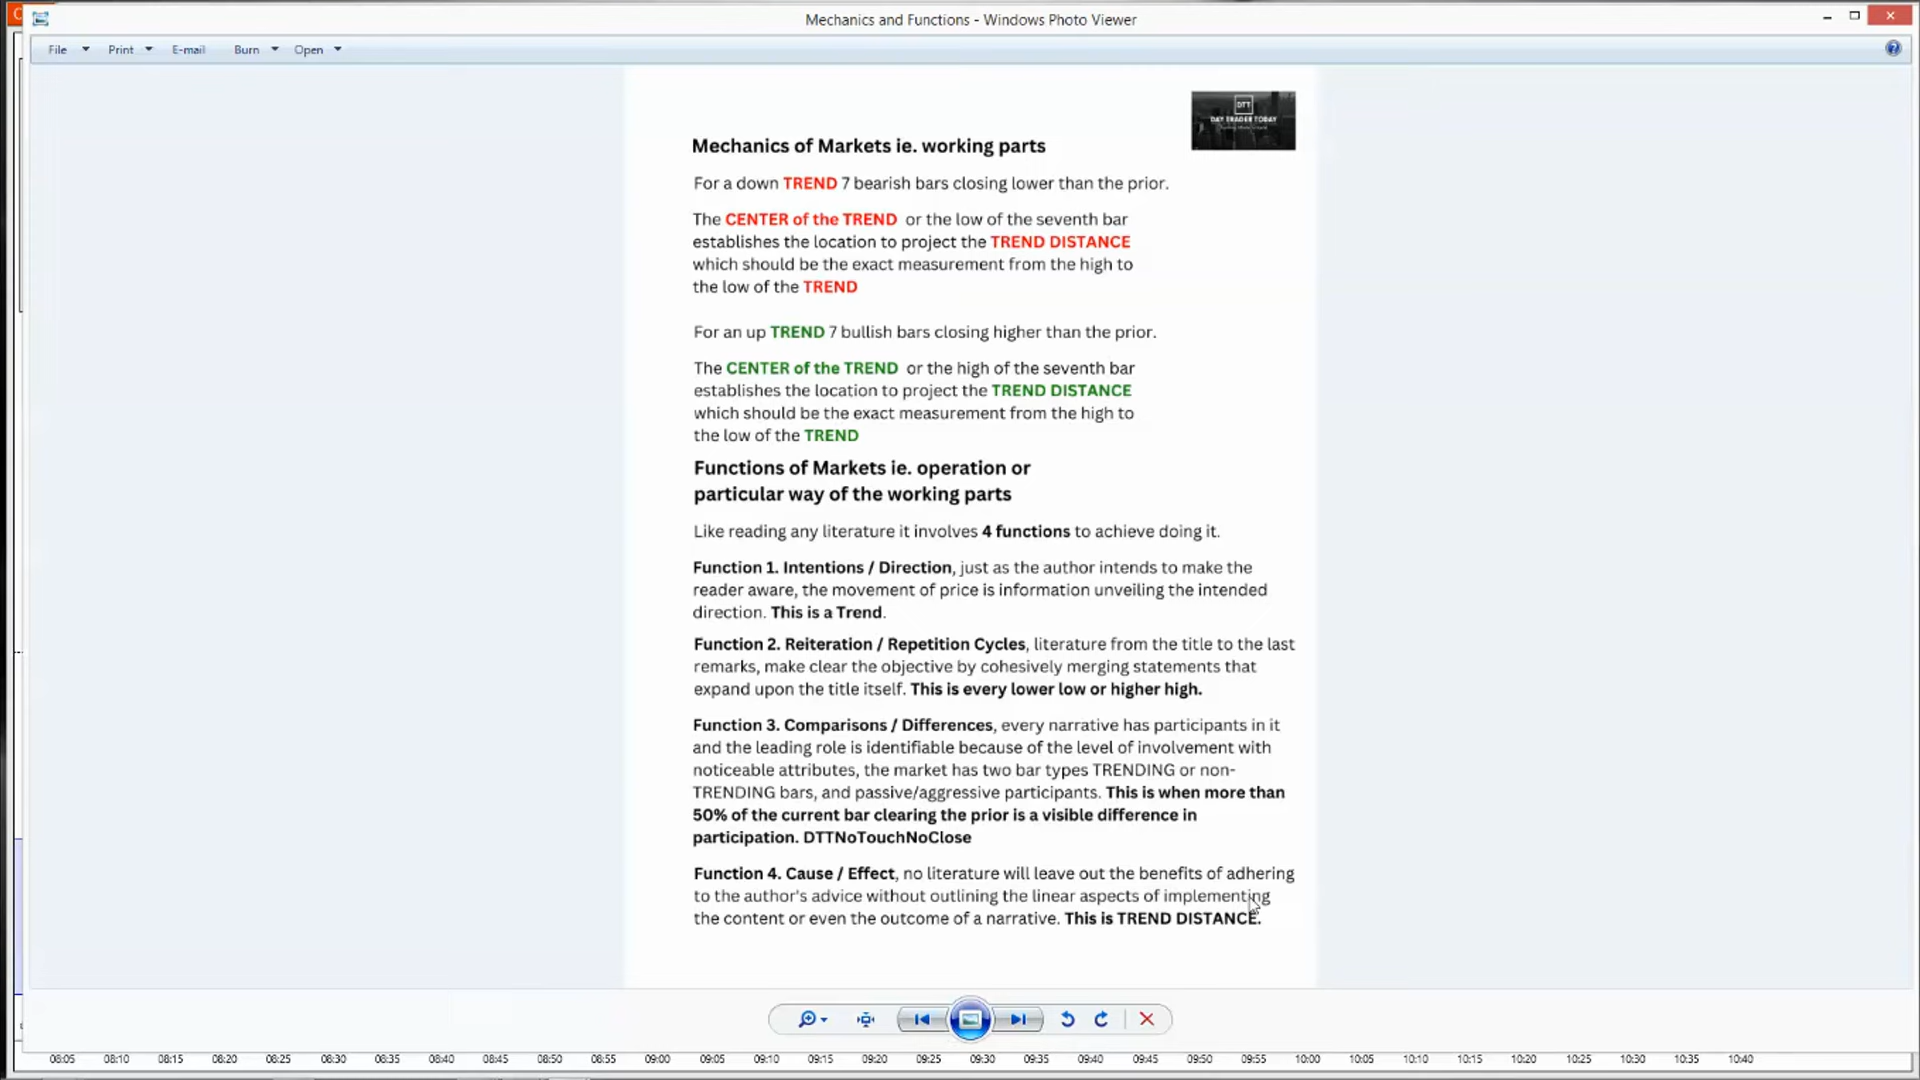 Mechanics and Functions - Windows Photo Viewer
File Print E-mail Burn Open
DTT
DAY TRADER TODAY
Mechanics of Markets ie. working parts
For a down TREND 7 bearish bars closing lower than the prior.
The CENTER of the TREND or the low of the seventh bar
establishes the location to project the TREND DISTANCE
which should be the exact measurement from the high to
the low of the TREND
For an up TREND 7 bullish bars closing higher than the prior.
The CENTER of the TREND or the high of the seventh bar
establishes the location to project the TREND DISTANCE
which should be the exact measurement from the high to
the low of the TREND
Functions of Markets ie. operation or
particular way of the working parts
Like reading any literature it involves 4 functions to achieve doing it.
Function 1. Intentions / Direction, just as the author intends to make the
reader aware, the movement of price is information unveiling the intended
direction. This is a Trend.
Function 2. Reiteration / Repetition Cycles, literature from the title to the last
remarks, make clear the objective by cohesively merging statements that
expand upon the title itself. This is every lower low or higher high.
Function 3. Comparisons / Differences, every narrative has participants in it
and the leading role is identifiable because of the level of involvement with
noticeable attributes, the market has two bar types TRENDING or non-
TRENDING bars, and passive/aggressive participants. This is when more than
50% of the current bar clearing the prior is a visible difference in
participation. DTTNoTouchNoClose
Function 4. Cause / Effect, no literature will leave out the benefits of adhering
to the author's advice without outlining the linear aspects of implementing
the content or even the outcome of a narrative. This is TREND DISTANCE.
08:05 08:10 08:15 08:20 08:25 08:30 08:35 08:40 08:45 08:50 08:55 09:00 09:05 09:10 09:15 09:20 09:25 09:30 09:35 09:40 09:45 09:50 09:55 10:00 10:05 10:10 10:15 10:20 10:25 10:30 10:35 10:40